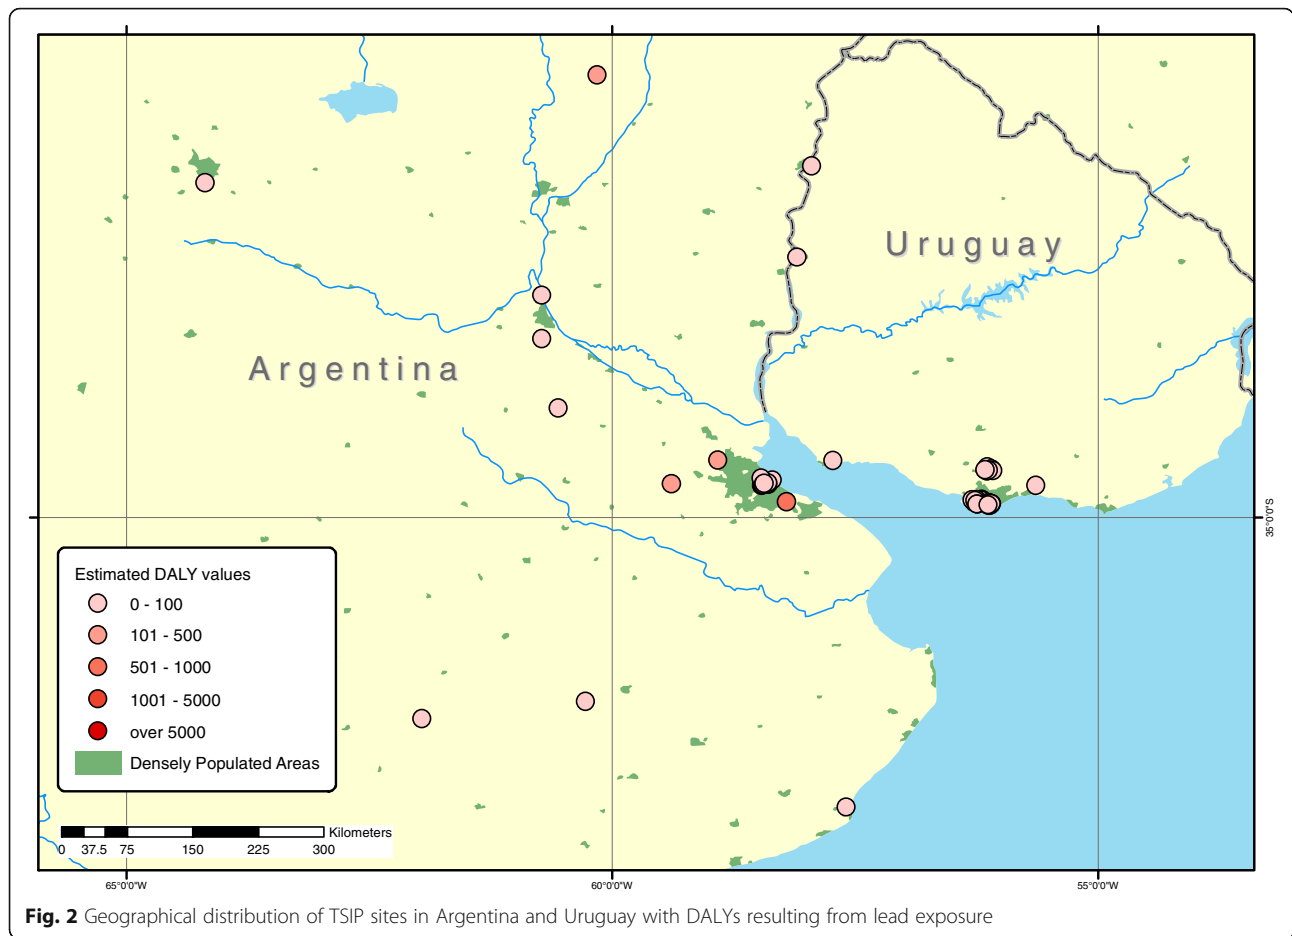 Uruguay
Argentina
35°0'0"S
Estimated DALY values
0 - 100
101 - 500
501 - 1000
1001 - 5000
over 5000
Densely Populated Areas
Kilometers
0 37.5 75 150 225 300
65°0'0"W 60°0'0"W 55°0'0"W
Fig. 2 Geographical distribution of TSIP sites in Argentina and Uruguay with DALYs resulting from lead exposure